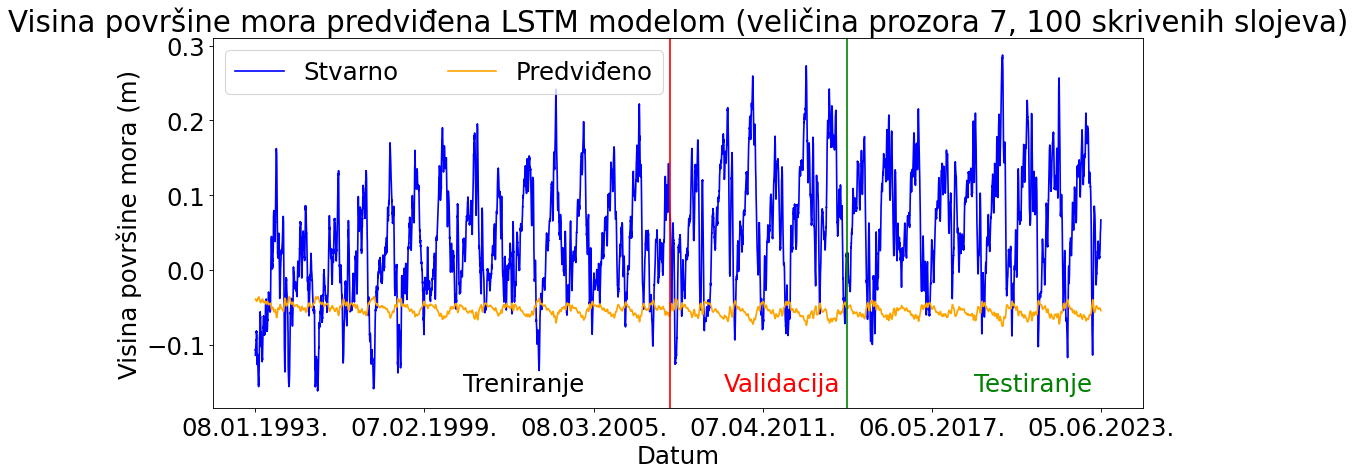 Visina površine mora predviđena LSTM modelom (veličina prozora 7, 100 skrivenih slojeva)
Visina površine mora (m)
0.3
0.2
0.1
0.0
−0.1
Stvarno
Predviđeno
Treniranje
Validacija
Testiranje
08.01.1993.
07.02.1999.
08.03.2005.
07.04.2011.
06.05.2017.
05.06.2023.
Datum